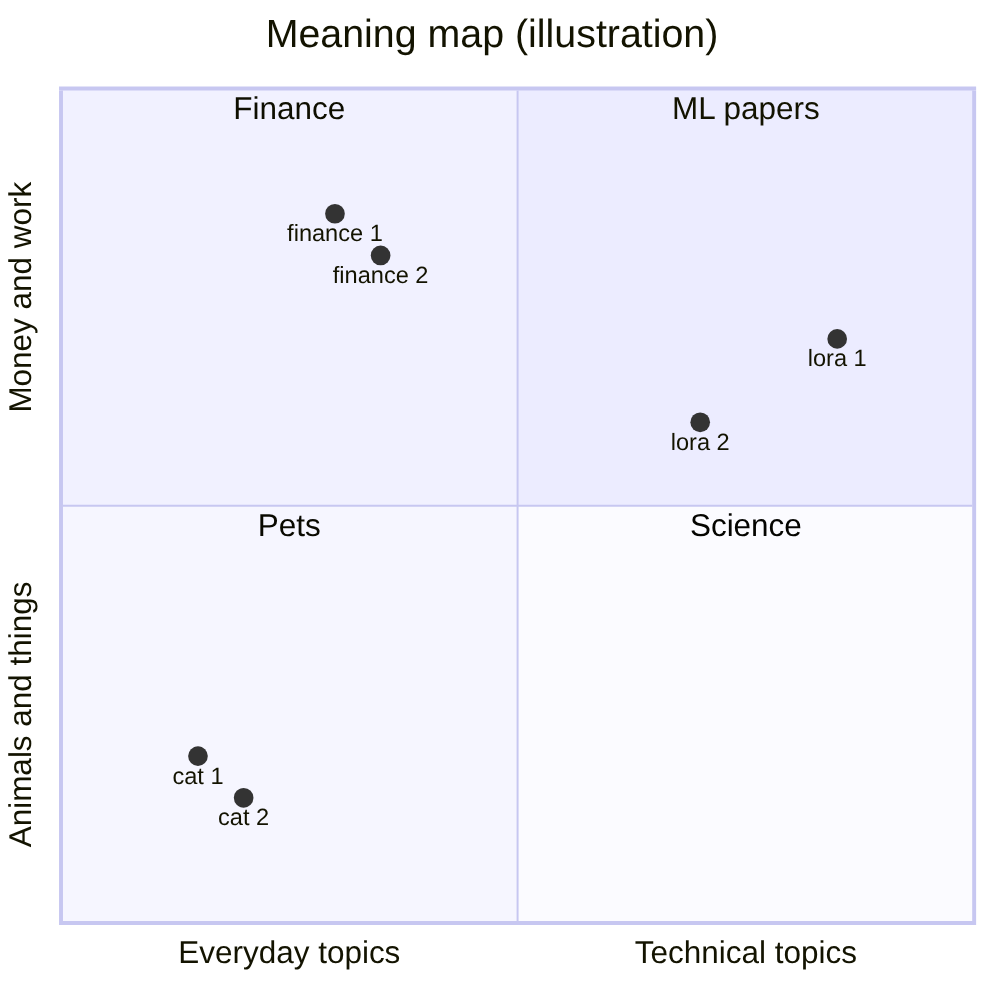 Meaning map (illustration)
Finance
ML papers
finance 1
finance 2
lora 1
lora 2
Money and work
Pets
Science
cat 1
cat 2
Animals and things
Everyday topics
Technical topics